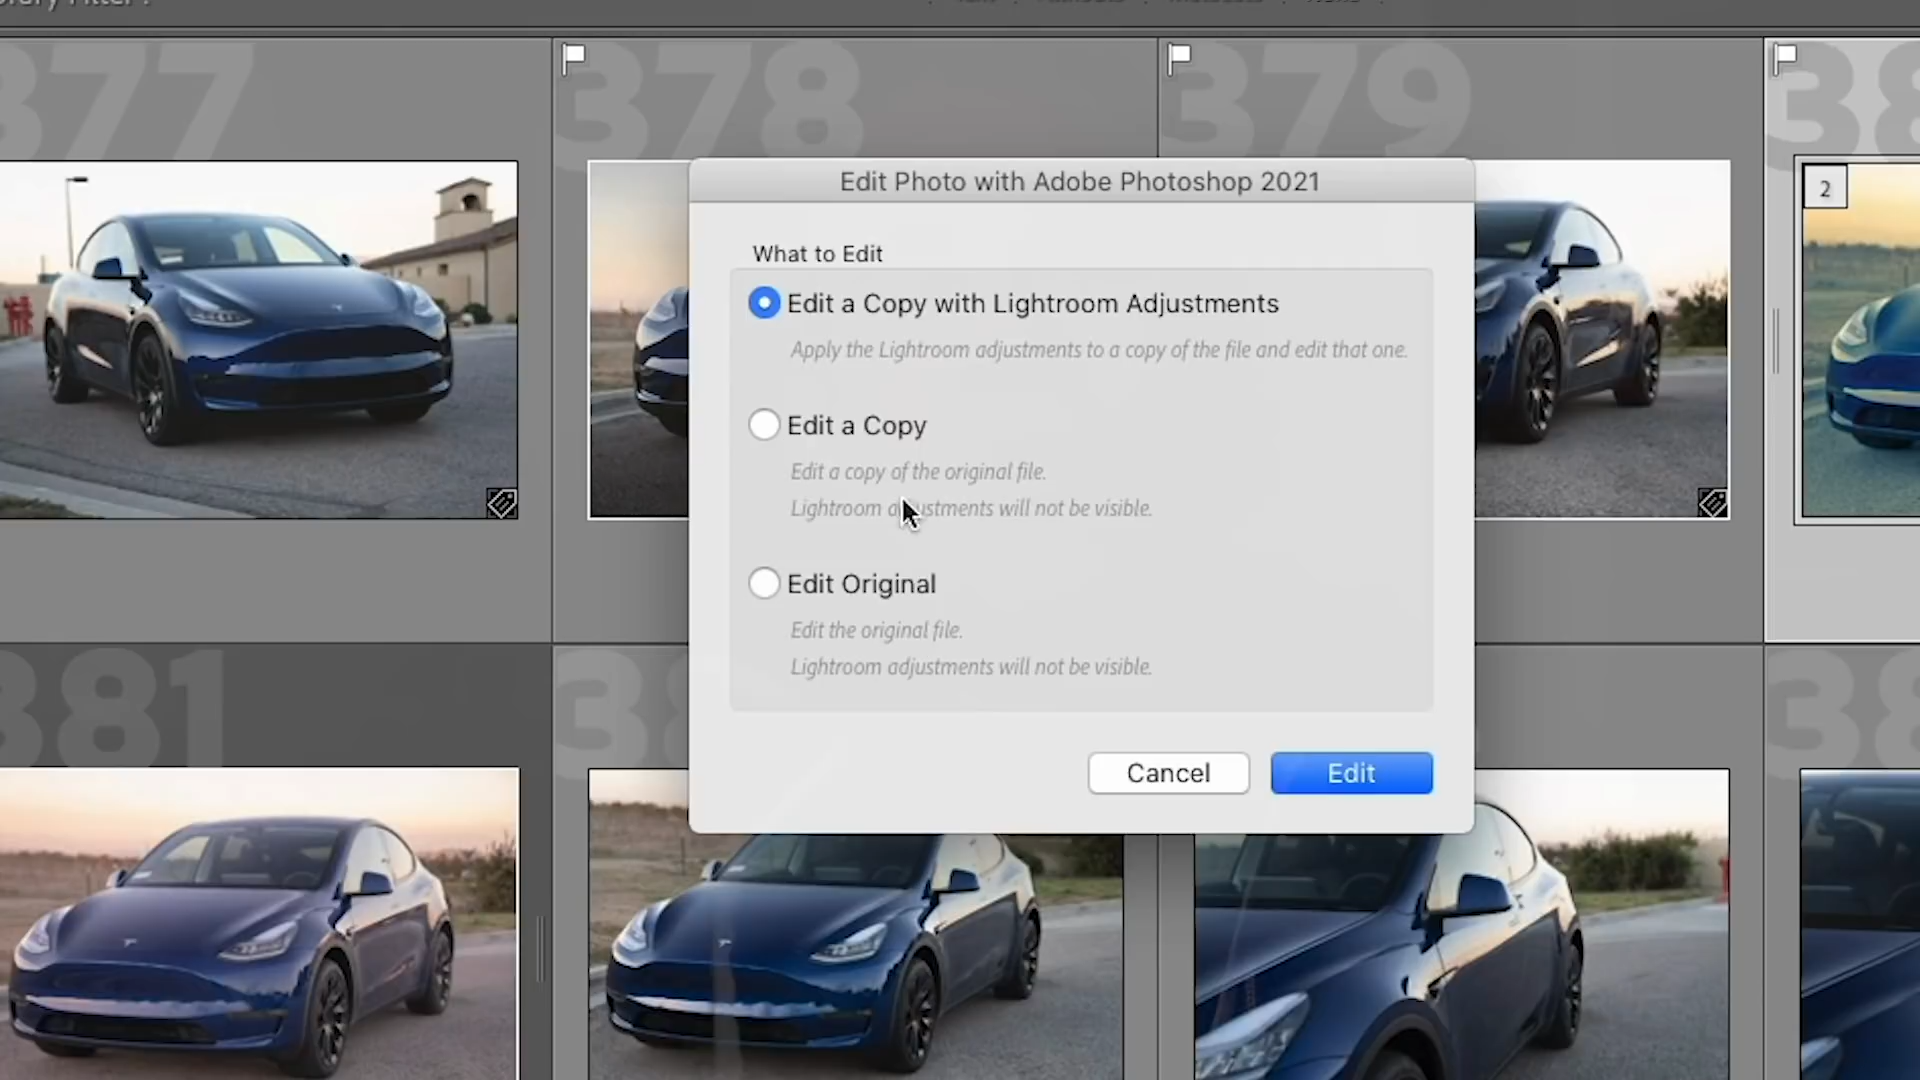 377
378
379
38
2
Edit Photo with Adobe Photoshop 2021
What to Edit
Edit a Copy with Lightroom Adjustments
Apply the Lightroom adjustments to a copy of the file and edit that one.
Edit a Copy
Edit a copy of the original file.
Lightroom adjustments will not be visible.
Edit Original
Edit the original file.
Lightroom adjustments will not be visible.
381
38
38
Cancel
Edit